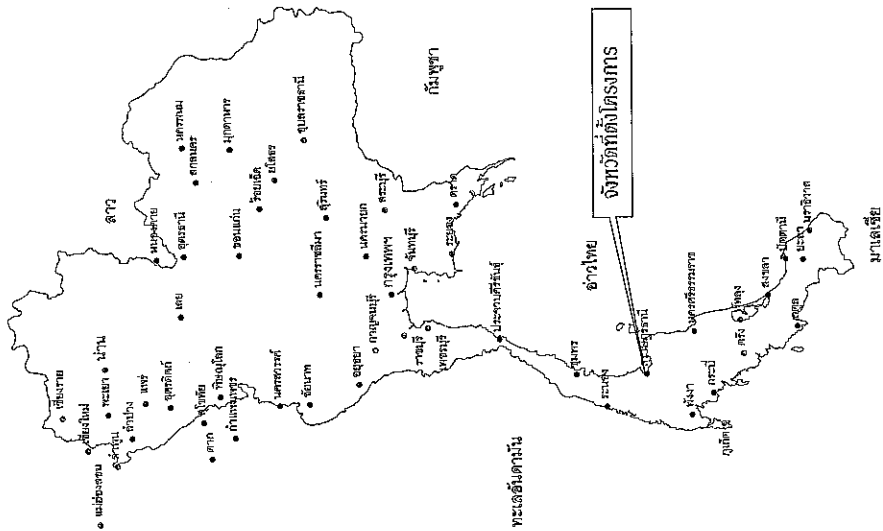 ลาว
กัมพูชา
จังหวัดที่ตั้งโครงการ
อ่าวไทย
ทะเลอันดามัน
มาเลเซีย
แม่ฮ่องสอน
เชียงใหม่
เชียงราย
ลำพูน
ลำปาง
พะเยา
น่าน
แพร่
อุตรดิตถ์
สุโขทัย
ตาก
พิษณุโลก
กำแพงเพชร
นครสวรรค์
ชัยนาท
เลย
หนองคาย
อุดรธานี
ขอนแก่น
สกลนคร
นครพนม
มุกดาหาร
ร้อยเอ็ด
ยโสธร
อุบลราชธานี
สุรินทร์
นครราชสีมา
นครนายก
สระบุรี
อยุธยา
กาญจนบุรี
กรุงเทพฯ
จันทบุรี
ราชบุรี
เพชรบุรี
ระยอง
ตราด
ประจวบคีรีขันธ์
ชุมพร
ระนอง
สุราษฎร์ธานี
นครศรีธรรมราช
พังงา
กระบี่
ภูเก็ต
ตรัง
พัทลุง
สงขลา
สตูล
ปัตตานี
ยะลา
นราธิวาส